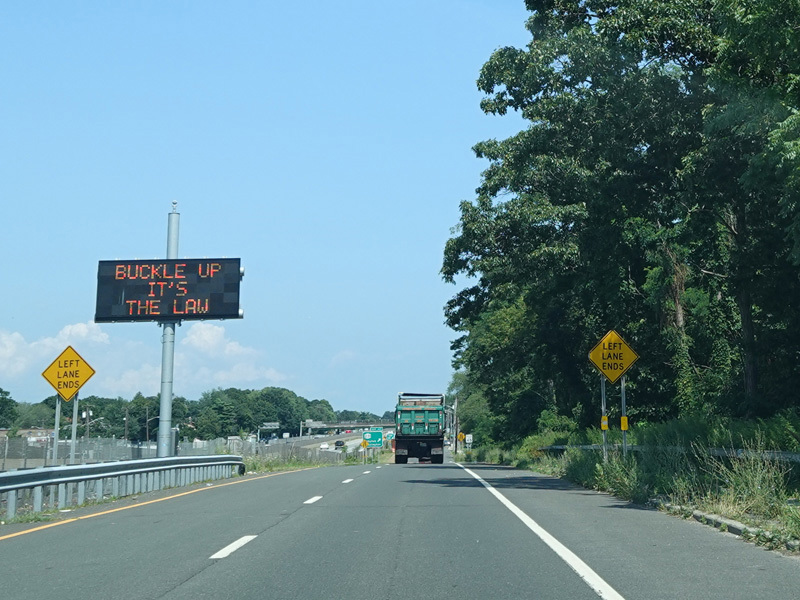 BUCKLE UP
IT'S
THE LAW
LEFT
LANE
ENDS
LEFT
LANE
ENDS